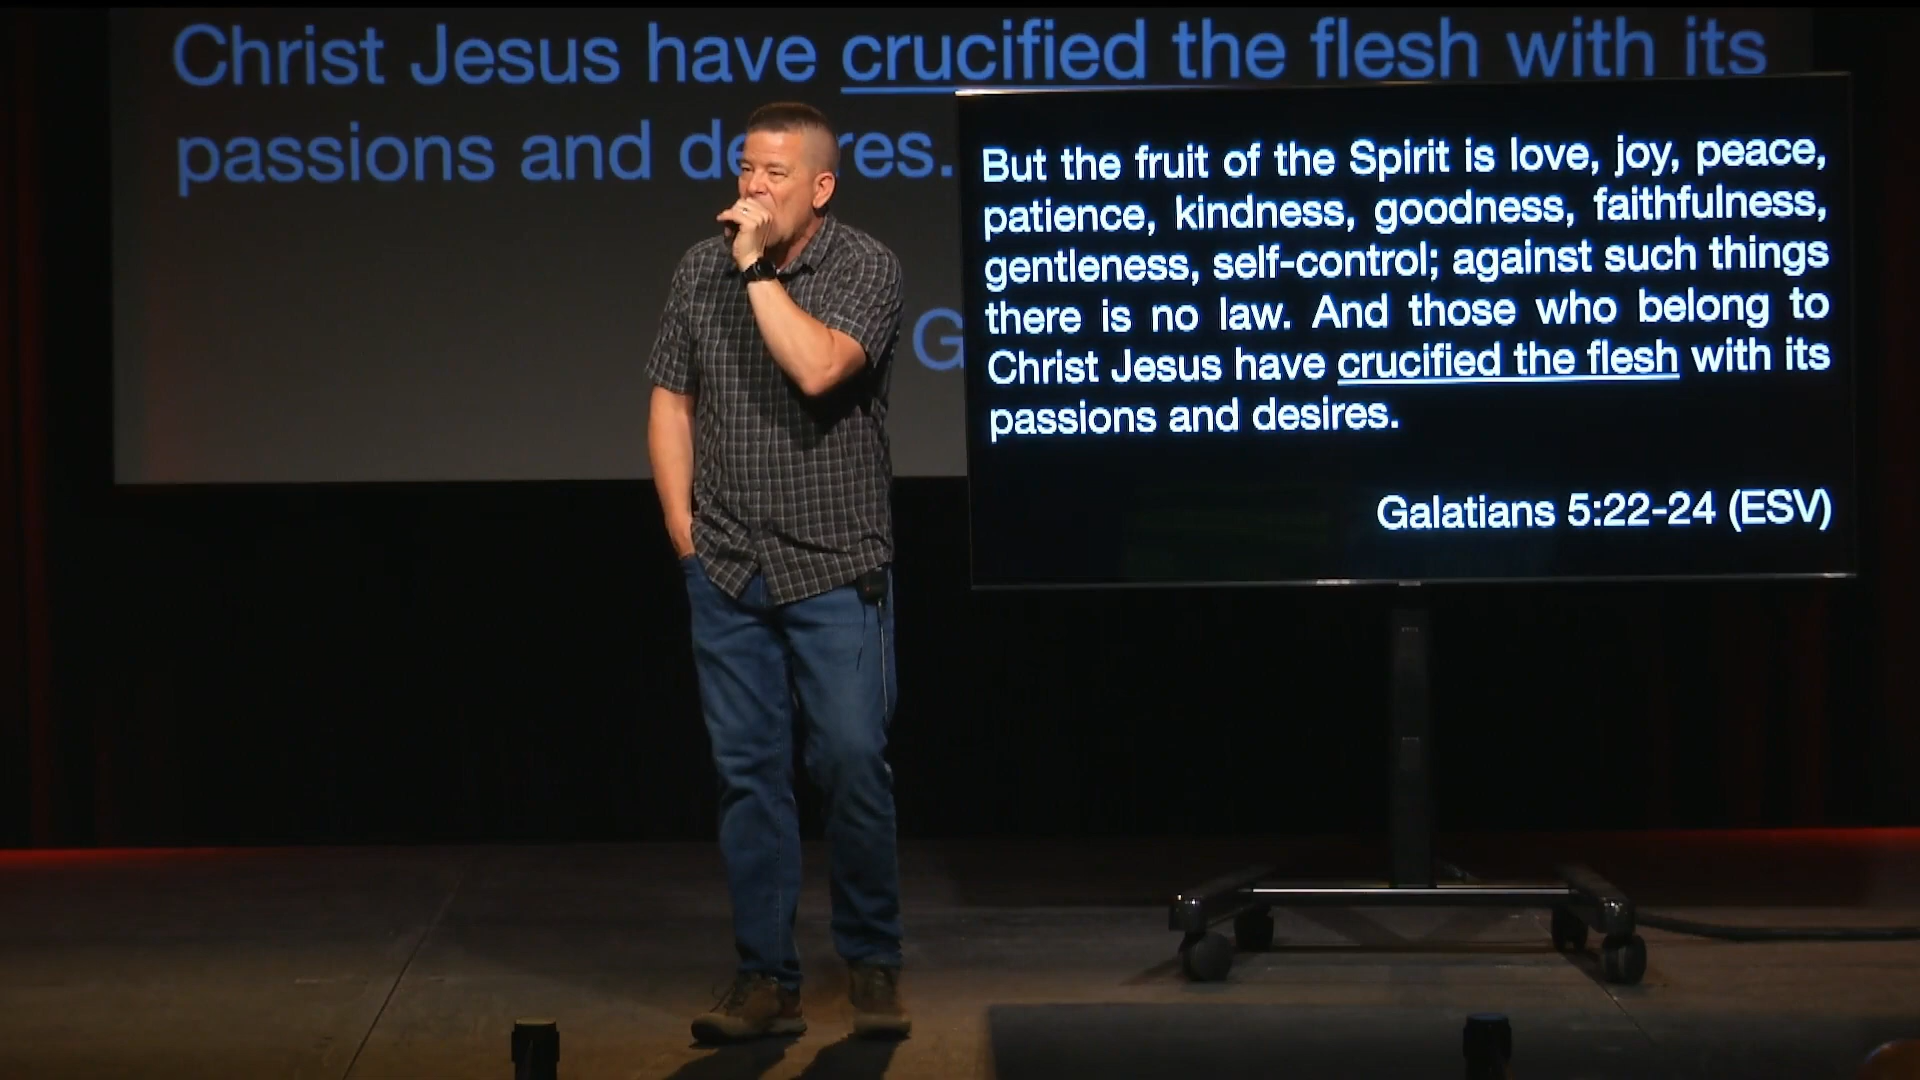 Christ Jesus have crucified the flesh with its
passions and de res.
G
But the fruit of the Spirit is love, joy, peace,
patience, kindness, goodness, faithfulness,
gentleness, self-control; against such things
there is no law. And those who belong to
Christ Jesus have crucified the flesh with its
passions and desires.
Galatians 5:22-24 (ESV)